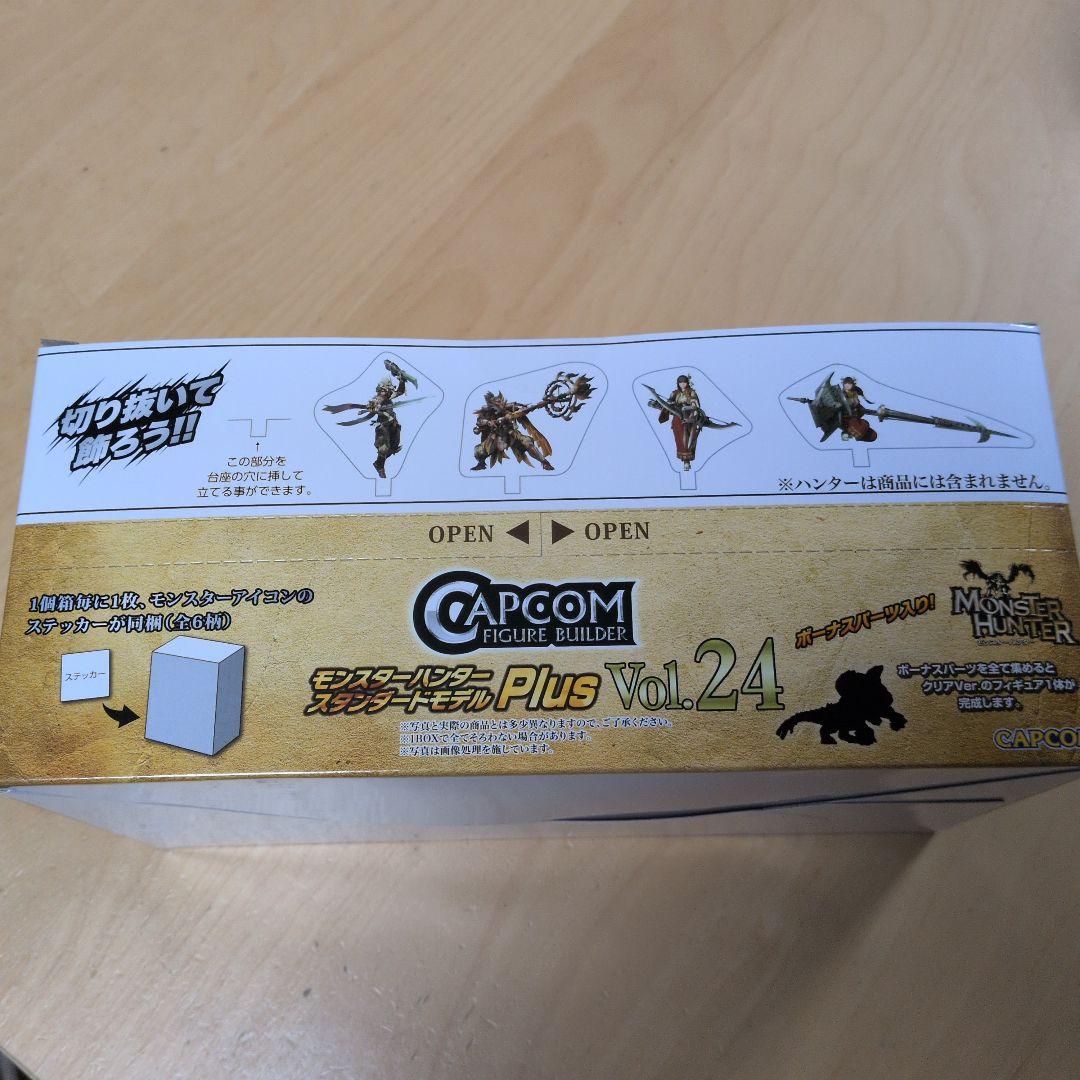 切り抜いて
飾ろう!!
この部分を
台座の穴に挿して
立てる事ができます。
※ハンターは商品には含まれません。
OPEN ◀ ▶ OPEN
1個箱毎に1枚、モンスターアイコンの
ステッカーが同梱(全6柄)
ステッカー
CAPCOM
FIGURE BUILDER
モンスターハンター
スタンダードモデル Plus Vol.24
※写真と実際の商品とは多少異なりますので、ご了承ください。
※1BOXで全てそろわない場合があります。
※写真は画像処理を施しています。
ボーナスパーツ入り!
MONSTER
HUNTER
ボーナスパーツを全て集めると
クリアVer.のフィギュア1体が
完成します。
CAPCOM